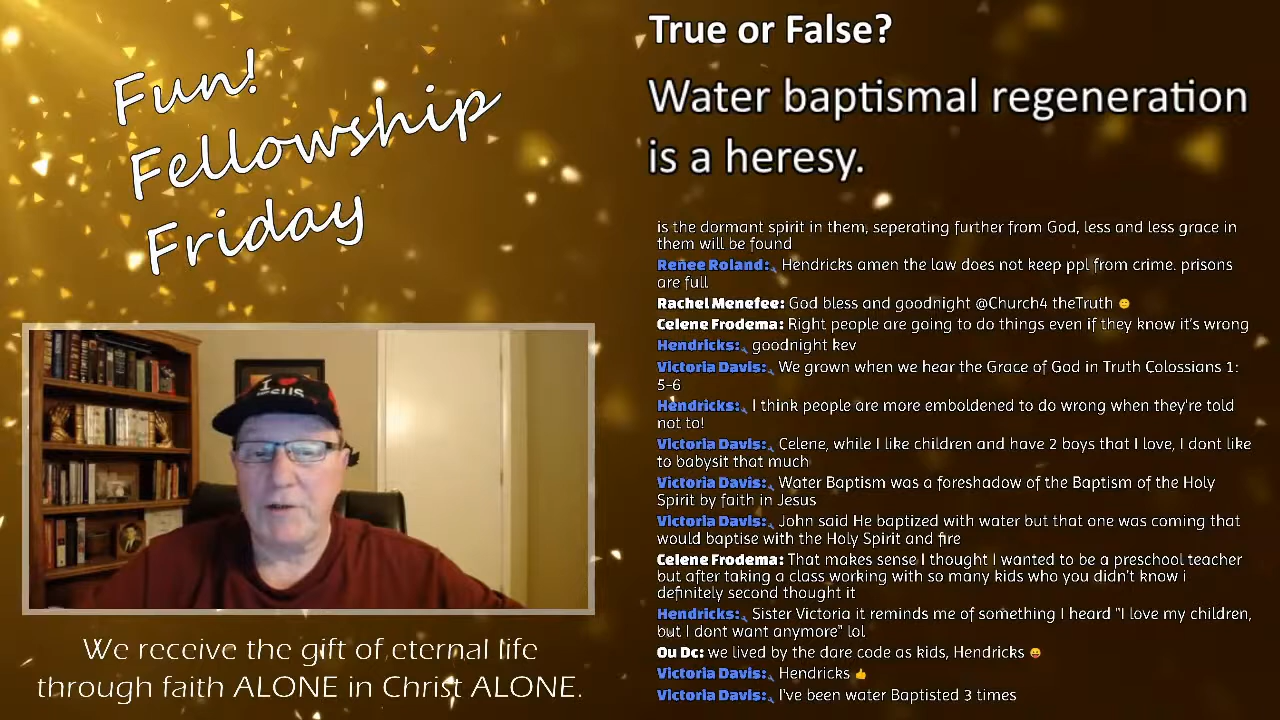 Fun!
Fellowship
Friday
True or False?
Water baptismal regeneration
is a heresy.
is the dormant spirit in them, seperating further from God, less and less grace in
them will be found
Renee Roland: Hendricks amen the law does not keep ppl from crime. prisons
are full
Rachel Menefee: God bless and goodnight @Church4 theTruth 🙂
Celene Frodema: Right people are going to do things even if they know it's wrong
Hendricks: goodnight kev
Victoria Davis: We grown when we hear the Grace of God in Truth Colossians 1:
5-6
Hendricks: I think people are more emboldened to do wrong when they're told
not to!
Victoria Davis: Celene, while I like children and have 2 boys that I love, I dont like
to babysit that much
Victoria Davis: Water Baptism was a foreshadow of the Baptism of the Holy
Spirit by faith in Jesus
Victoria Davis: John said He baptized with water but that one was coming that
would baptise with the Holy Spirit and fire
Celene Frodema: That makes sense I thought I wanted to be a preschool teacher
but after taking a class working with so many kids who you didn't know i
definitely second thought it
Hendricks: Sister Victoria it reminds me of something I heard "I love my children,
but I dont want anymore" lol
Ou Dc: we lived by the dare code as kids, Hendricks 😛
Victoria Davis: Hendricks 👍
Victoria Davis: I've been water Baptisted 3 times
I ❤ JESUS
We receive the gift of eternal life
through faith ALONE in Christ ALONE.